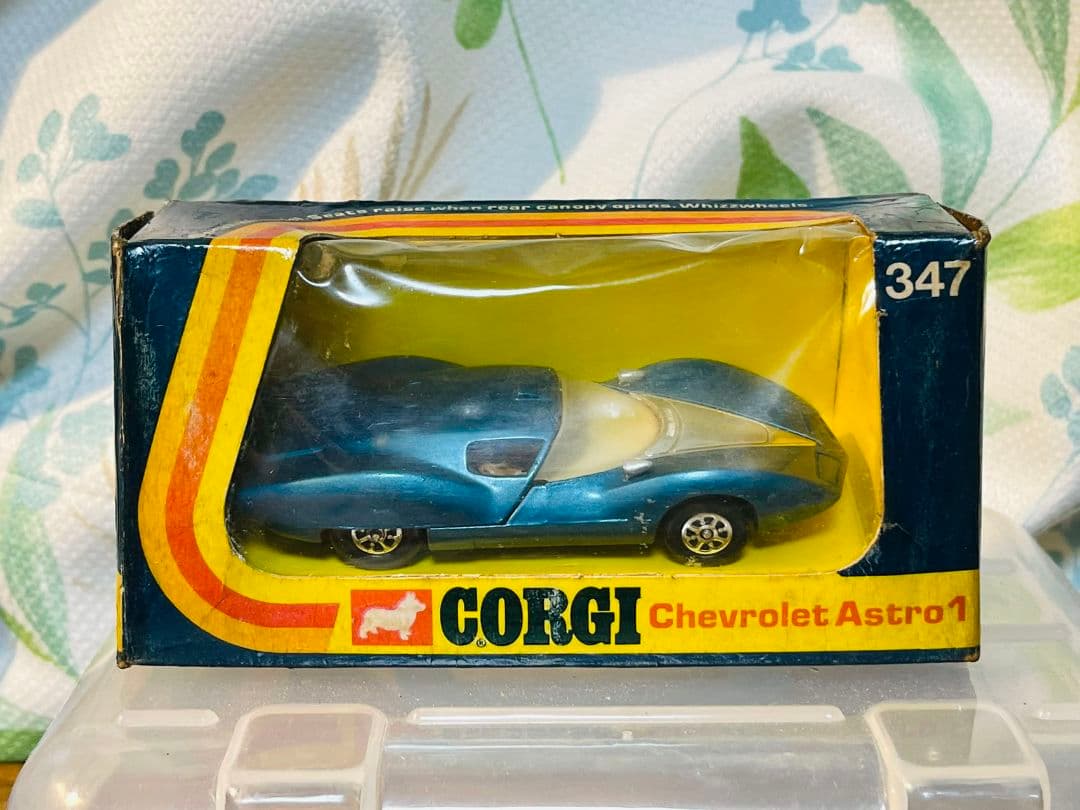 Seats raise when rear canopy opens. Whizzwheels
347
CORGI®
Chevrolet Astro 1